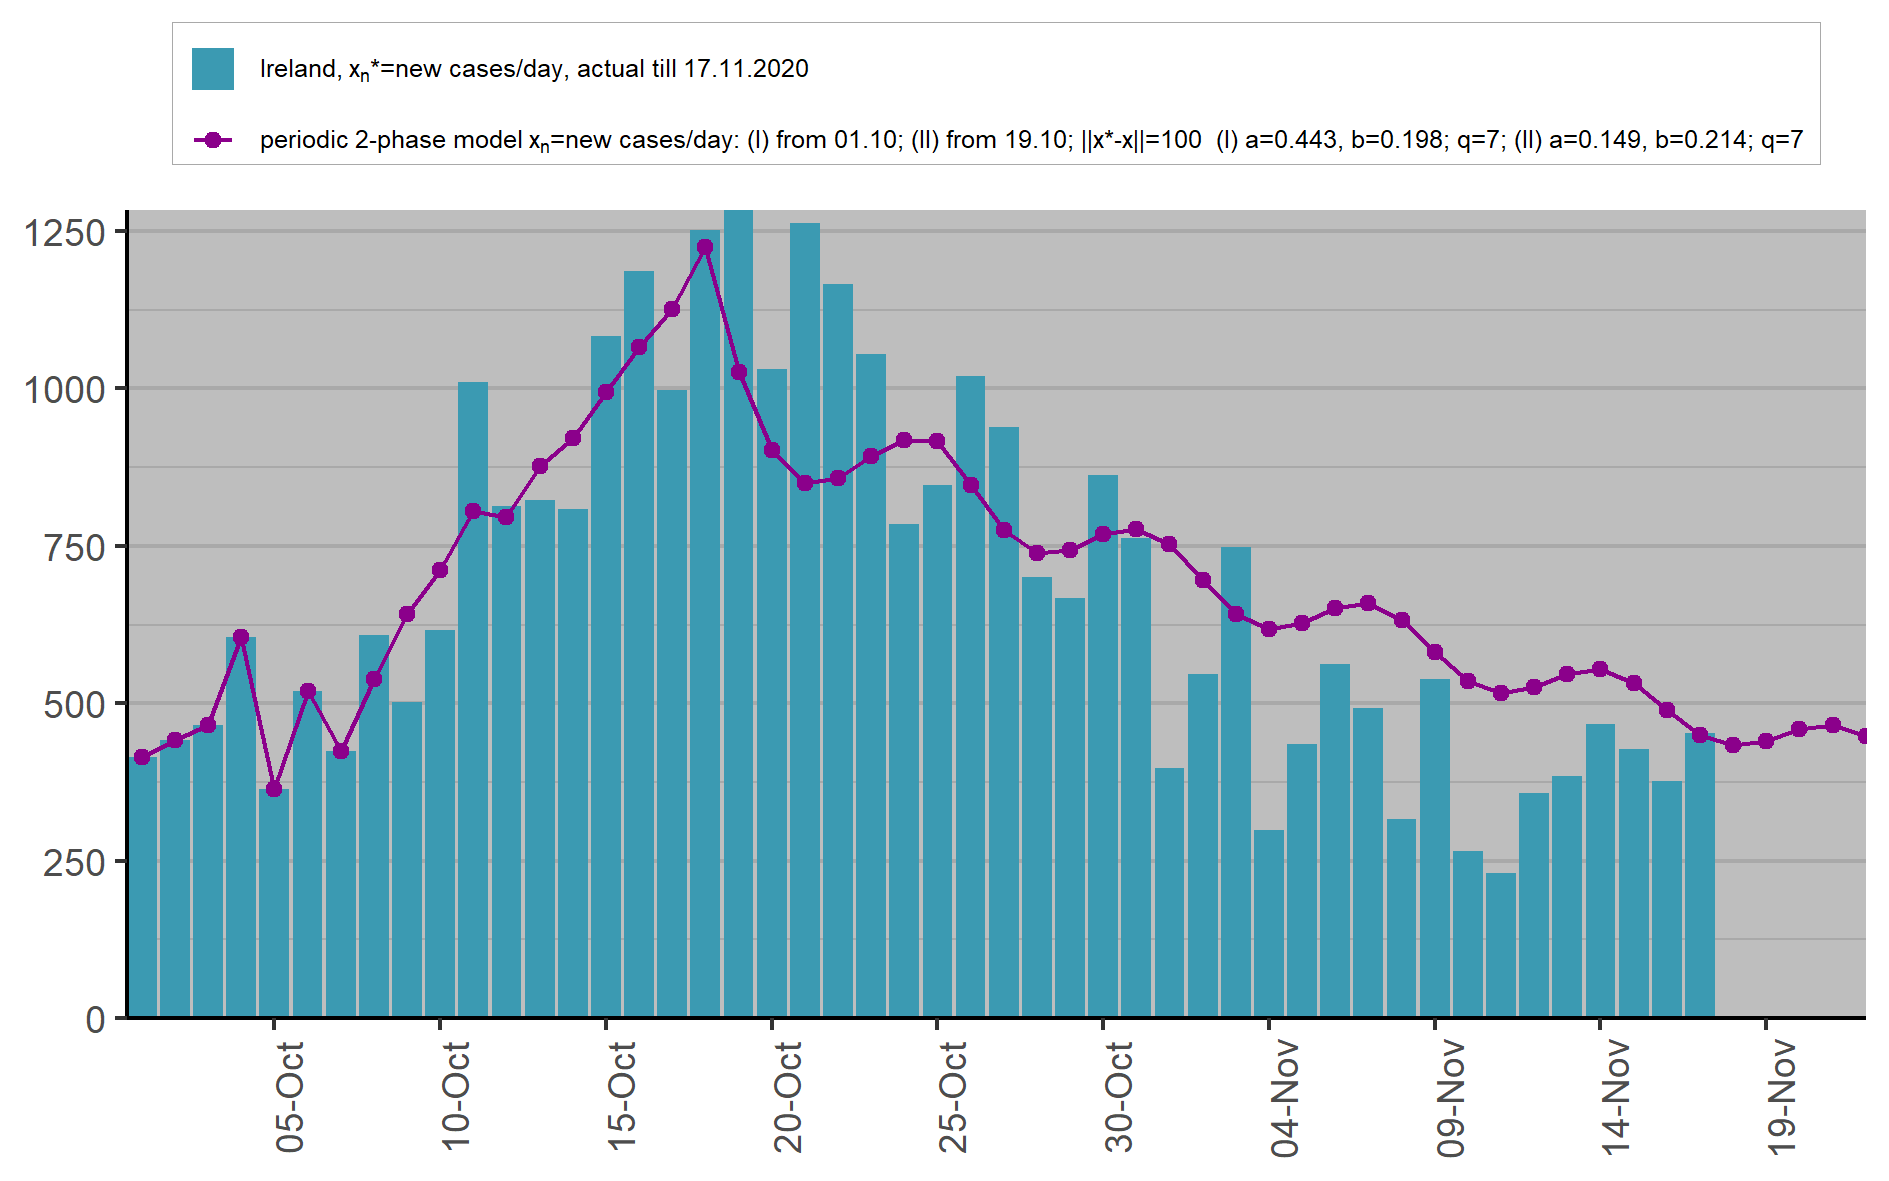 Ireland, xn*=new cases/day, actual till 17.11.2020
periodic 2-phase model xn=new cases/day: (I) from 01.10; (II) from 19.10; ||x*-x||=100  (I) a=0.443, b=0.198; q=7; (II) a=0.149, b=0.214; q=7
1250
1000
750
500
250
0
05-Oct
10-Oct
15-Oct
20-Oct
25-Oct
30-Oct
04-Nov
09-Nov
14-Nov
19-Nov